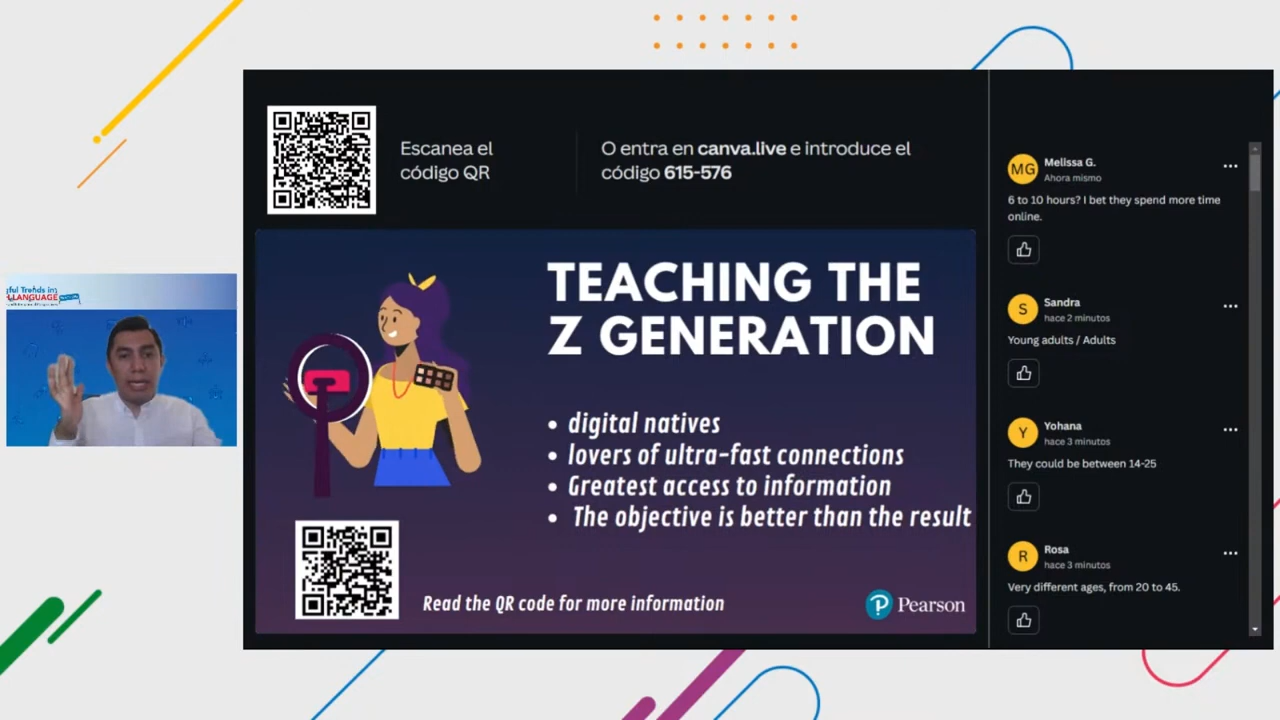 ful Trends in
LANGUAGE
Escanea el
código QR
O entra en canva.live e introduce el
código 615-576
TEACHING THE
Z GENERATION
• digital natives
• lovers of ultra-fast connections
• Greatest access to information
• The objective is better than the result
Read the QR code for more information
Pearson
MG
Melissa G.
Ahora mismo
6 to 10 hours? I bet they spend more time
online.
S
Sandra
hace 2 minutos
Young adults / Adults
Y
Yohana
hace 3 minutos
They could be between 14-25
R
Rosa
hace 3 minutos
Very different ages, from 20 to 45.